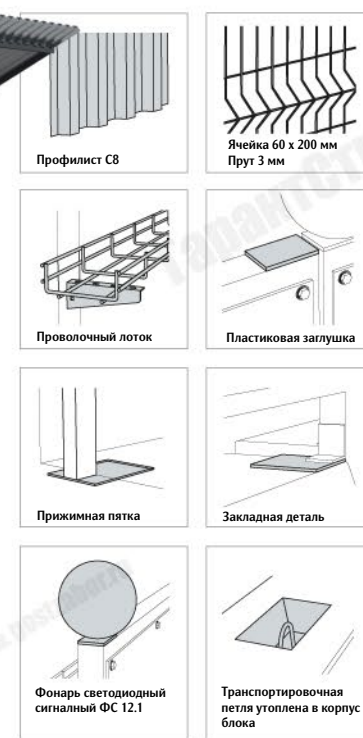 Профилист С8
Ячейка 60 х 200 мм
Прут 3 мм
Проволочный лоток
Пластиковая заглушка
Прижимная пятка
Закладная деталь
Фонарь светодиодный
сигналный ФС 12.1
Транспортировочная
петля утоплена в корпус
блока